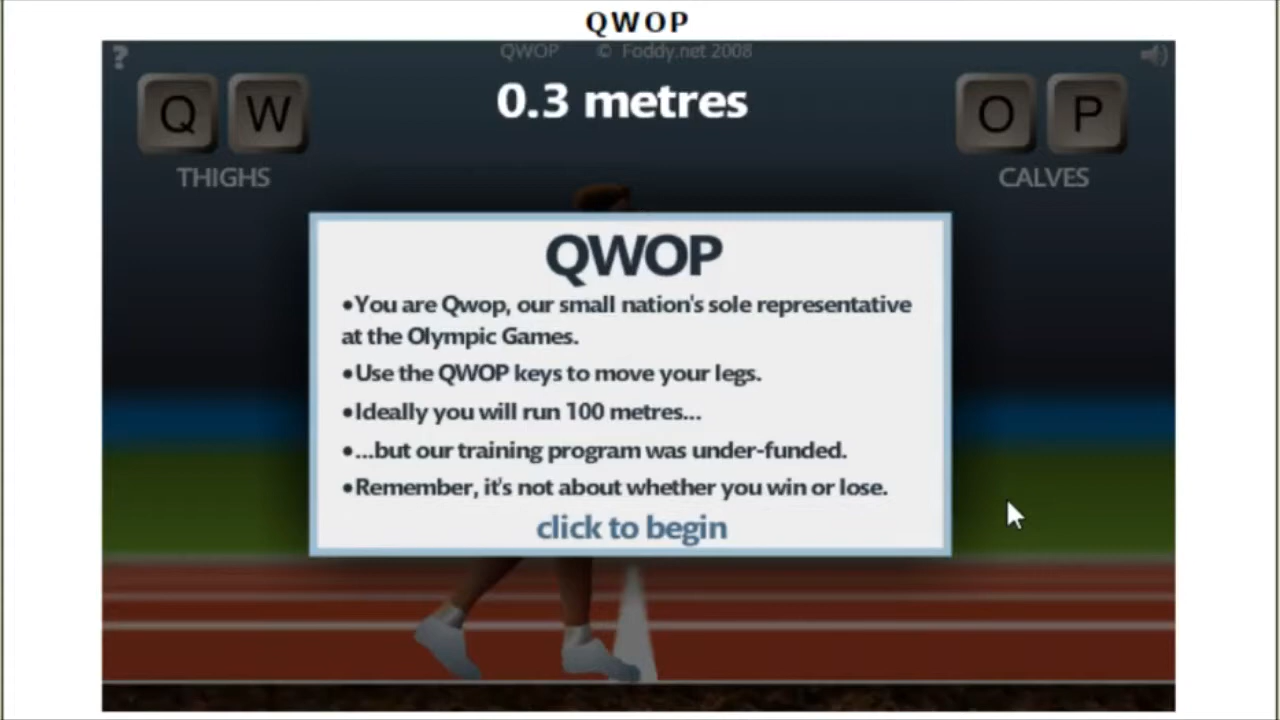 QWOP
? QWOP © Foddy.net 2008
Q W 0.3 metres O P
THIGHS CALVES
QWOP
•You are Qwop, our small nation's sole representative
at the Olympic Games.
•Use the QWOP keys to move your legs.
•Ideally you will run 100 metres...
•...but our training program was under-funded.
•Remember, it's not about whether you win or lose.
click to begin